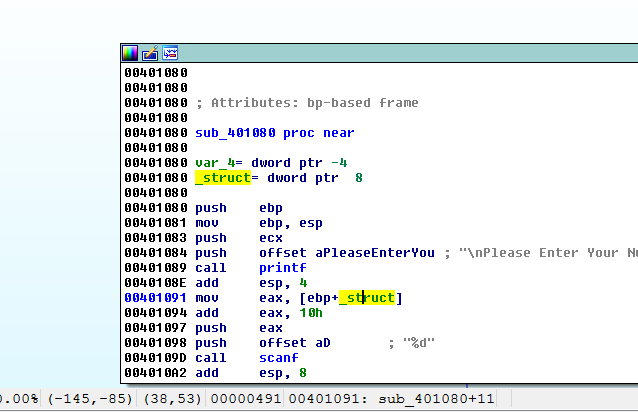 00401080
00401080
00401080 ; Attributes: bp-based frame
00401080
00401080 sub_401080 proc near
00401080
00401080 var_4= dword ptr -4
00401080 _struct= dword ptr  8
00401080
00401080 push    ebp
00401081 mov     ebp, esp
00401083 push    ecx
00401084 push    offset aPleaseEnterYou ; "\nPlease Enter Your Nu
00401089 call    printf
0040108E add     esp, 4
00401091 mov     eax, [ebp+_struct]
00401094 add     eax, 10h
00401097 push    eax
00401098 push    offset aD       ; "%d"
0040109D call    scanf
004010A2 add     esp, 8
0.00% (-145,-85) (38,53) 00000491 00401091: sub_401080+11